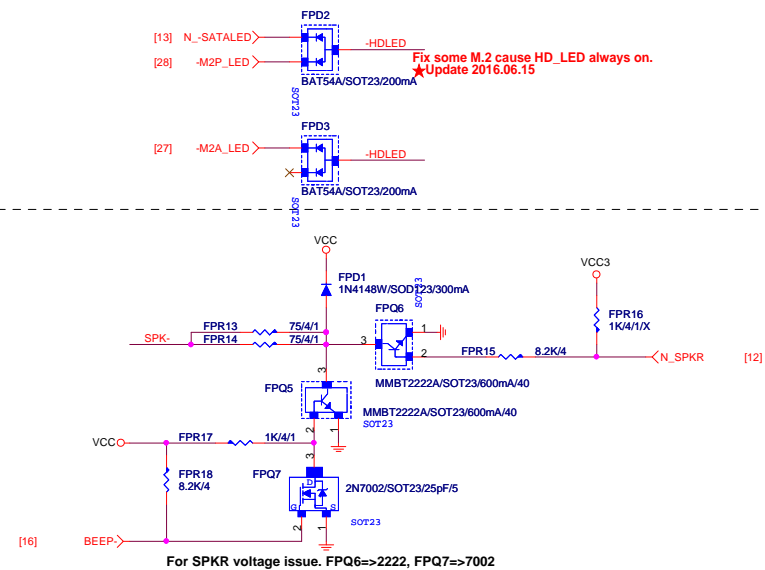 FPD2
[13] N_-SATALED
-HDLED
[28] -M2P_LED
Fix some M.2 cause HD_LED always on.
★Update 2016.06.15
BAT54A/SOT23/200mA
SOT23
FPD3
[27] -M2A_LED
-HDLED
BAT54A/SOT23/200mA
SOT23
VCC
VCC3
FPD1
1N4148W/SOD123/300mA
FPQ6
FPR16
1K/4/1/X
FPR13 75/4/1
SPK-
FPR14 75/4/1
3
1
2
FPR15 8.2K/4
N_SPKR [12]
MMBT2222A/SOT23/600mA/40
3
FPQ5
MMBT2222A/SOT23/600mA/40
SOT23
2
1
VCC
FPR17 1K/4/1
3
FPR18
8.2K/4
FPQ7
D
G
S
2N7002/SOT23/25pF/5
SOT23
2
1
[16] BEEP-
For SPKR voltage issue. FPQ6=>2222, FPQ7=>7002